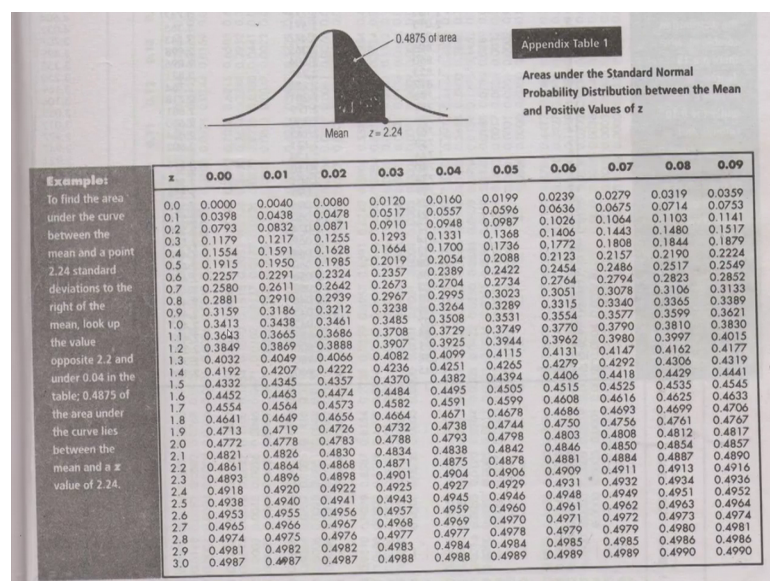 0.4875 of area
Mean
z = 2.24
Appendix Table 1
Areas under the Standard Normal
Probability Distribution between the Mean
and Positive Values of z
Example:
To find the area
under the curve
between the
mean and a point
2.24 standard
deviations to the
right of the
mean, look up
the value
opposite 2.2 and
under 0.04 in the
table; 0.4875 of
the area under
the curve lies
between the
mean and a z
value of 2.24.
z 0.00 0.01 0.02 0.03 0.04 0.05 0.06 0.07 0.08 0.09
0.0 0.0000 0.0040 0.0080 0.0120 0.0160 0.0199 0.0239 0.0279 0.0319 0.0359
0.1 0.0398 0.0438 0.0478 0.0517 0.0557 0.0596 0.0636 0.0675 0.0714 0.0753
0.2 0.0793 0.0832 0.0871 0.0910 0.0948 0.0987 0.1026 0.1064 0.1103 0.1141
0.3 0.1179 0.1217 0.1255 0.1293 0.1331 0.1368 0.1406 0.1443 0.1480 0.1517
0.4 0.1554 0.1591 0.1628 0.1664 0.1700 0.1736 0.1772 0.1808 0.1844 0.1879
0.5 0.1915 0.1950 0.1985 0.2019 0.2054 0.2088 0.2123 0.2157 0.2190 0.2224
0.6 0.2257 0.2291 0.2324 0.2357 0.2389 0.2422 0.2454 0.2486 0.2517 0.2549
0.7 0.2580 0.2611 0.2642 0.2673 0.2704 0.2734 0.2764 0.2794 0.2823 0.2852
0.8 0.2881 0.2910 0.2939 0.2967 0.2995 0.3023 0.3051 0.3078 0.3106 0.3133
0.9 0.3159 0.3186 0.3212 0.3238 0.3264 0.3289 0.3315 0.3340 0.3365 0.3389
1.0 0.3413 0.3438 0.3461 0.3485 0.3508 0.3531 0.3554 0.3577 0.3599 0.3621
1.1 0.3643 0.3665 0.3686 0.3708 0.3729 0.3749 0.3770 0.3790 0.3810 0.3830
1.2 0.3849 0.3869 0.3888 0.3907 0.3925 0.3944 0.3962 0.3980 0.3997 0.4015
1.3 0.4032 0.4049 0.4066 0.4082 0.4099 0.4115 0.4131 0.4147 0.4162 0.4177
1.4 0.4192 0.4207 0.4222 0.4236 0.4251 0.4265 0.4279 0.4292 0.4306 0.4319
1.5 0.4332 0.4345 0.4357 0.4370 0.4382 0.4394 0.4406 0.4418 0.4429 0.4441
1.6 0.4452 0.4463 0.4474 0.4484 0.4495 0.4505 0.4515 0.4525 0.4535 0.4545
1.7 0.4554 0.4564 0.4573 0.4582 0.4591 0.4599 0.4608 0.4616 0.4625 0.4633
1.8 0.4641 0.4649 0.4656 0.4664 0.4671 0.4678 0.4686 0.4693 0.4699 0.4706
1.9 0.4713 0.4719 0.4726 0.4732 0.4738 0.4744 0.4750 0.4756 0.4761 0.4767
2.0 0.4772 0.4778 0.4783 0.4788 0.4793 0.4798 0.4803 0.4808 0.4812 0.4817
2.1 0.4821 0.4826 0.4830 0.4834 0.4838 0.4842 0.4846 0.4850 0.4854 0.4857
2.2 0.4861 0.4864 0.4868 0.4871 0.4875 0.4878 0.4881 0.4884 0.4887 0.4890
2.3 0.4893 0.4896 0.4898 0.4901 0.4904 0.4906 0.4909 0.4911 0.4913 0.4916
2.4 0.4918 0.4920 0.4922 0.4925 0.4927 0.4929 0.4931 0.4932 0.4934 0.4936
2.5 0.4938 0.4940 0.4941 0.4943 0.4945 0.4946 0.4948 0.4949 0.4951 0.4952
2.6 0.4953 0.4955 0.4956 0.4957 0.4959 0.4960 0.4961 0.4962 0.4963 0.4964
2.7 0.4965 0.4966 0.4967 0.4968 0.4969 0.4970 0.4971 0.4972 0.4973 0.4974
2.8 0.4974 0.4975 0.4976 0.4977 0.4977 0.4978 0.4979 0.4979 0.4980 0.4981
2.9 0.4981 0.4982 0.4982 0.4983 0.4984 0.4984 0.4985 0.4985 0.4986 0.4986
3.0 0.4987 0.4987 0.4987 0.4988 0.4988 0.4989 0.4989 0.4989 0.4990 0.4990